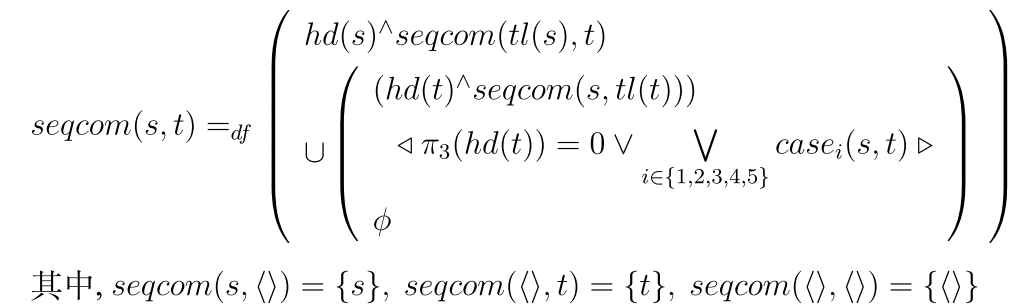 hd(s)^seqcom(tl(s), t)
(hd(t)^seqcom(s, tl(t)))
seqcom(s, t) =df
∪
◁ π₃(hd(t)) = 0 ∨ ⋁ i∈{1,2,3,4,5} caseᵢ(s, t) ▷
ϕ
其中, seqcom(s, ⟨⟩) = {s}, seqcom(⟨⟩, t) = {t}, seqcom(⟨⟩, ⟨⟩) = {⟨⟩}